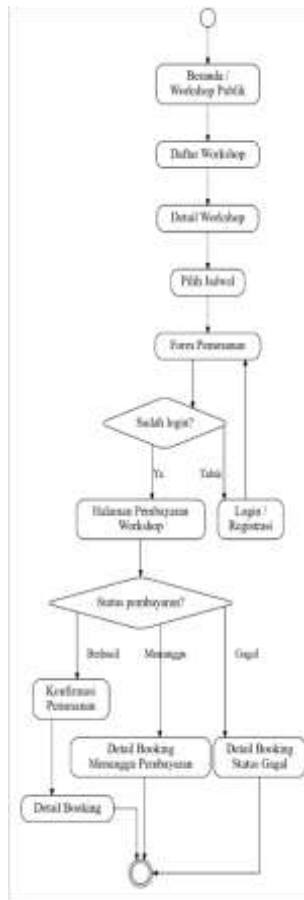 Beranda /
Workshop Publik
Daftar Workshop
Detail Workshop
Pilih Jadwal
Form Pemesanan
Sudah login?
Ya
Tidak
Halaman Pembayaran
Workshop
Login /
Registrasi
Status pembayaran?
Berhasil
Menunggu
Gagal
Konfirmasi
Pemesanan
Detail Booking
Menunggu Pembayaran
Detail Booking
Status Gagal
Detail Booking